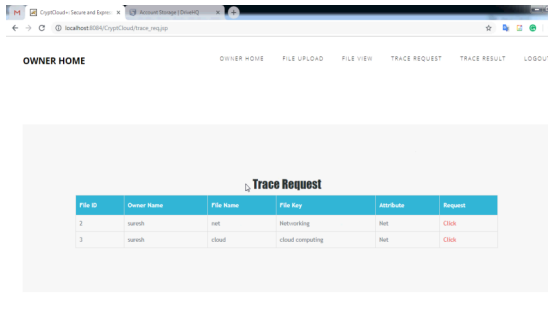 CryptCloud+: Secure and Expres
Account Storage | DriveHQ
localhost:8084/CryptCloud/trace_req.jsp
OWNER HOME
OWNER HOME FILE UPLOAD FILE VIEW TRACE REQUEST TRACE RESULT LOGOUT
Trace Request
File ID Owner Name File Name File Key Attribute Request
2 suresh net Networking Net Click
3 suresh cloud cloud computing Net Click